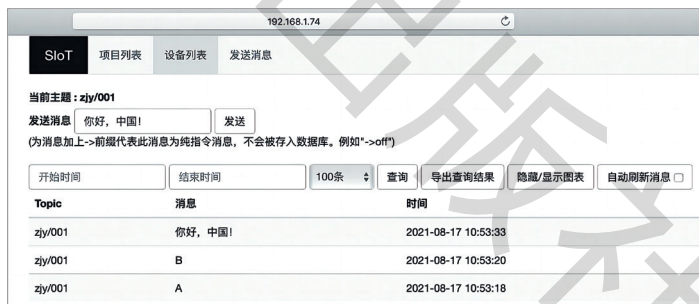 192.168.1.74
SIoT 项目列表 设备列表 发送消息
当前主题 : zjy/001
发送消息 你好，中国! 发送
(为消息加上->前缀代表此消息为纯指令消息，不会被存入数据库。例如"->off")
开始时间 结束时间 100条 查询 导出查询结果 隐藏/显示图表 自动刷新消息
Topic 消息 时间
zjy/001 你好，中国! 2021-08-17 10:53:33
zjy/001 B 2021-08-17 10:53:20
zjy/001 A 2021-08-17 10:53:18